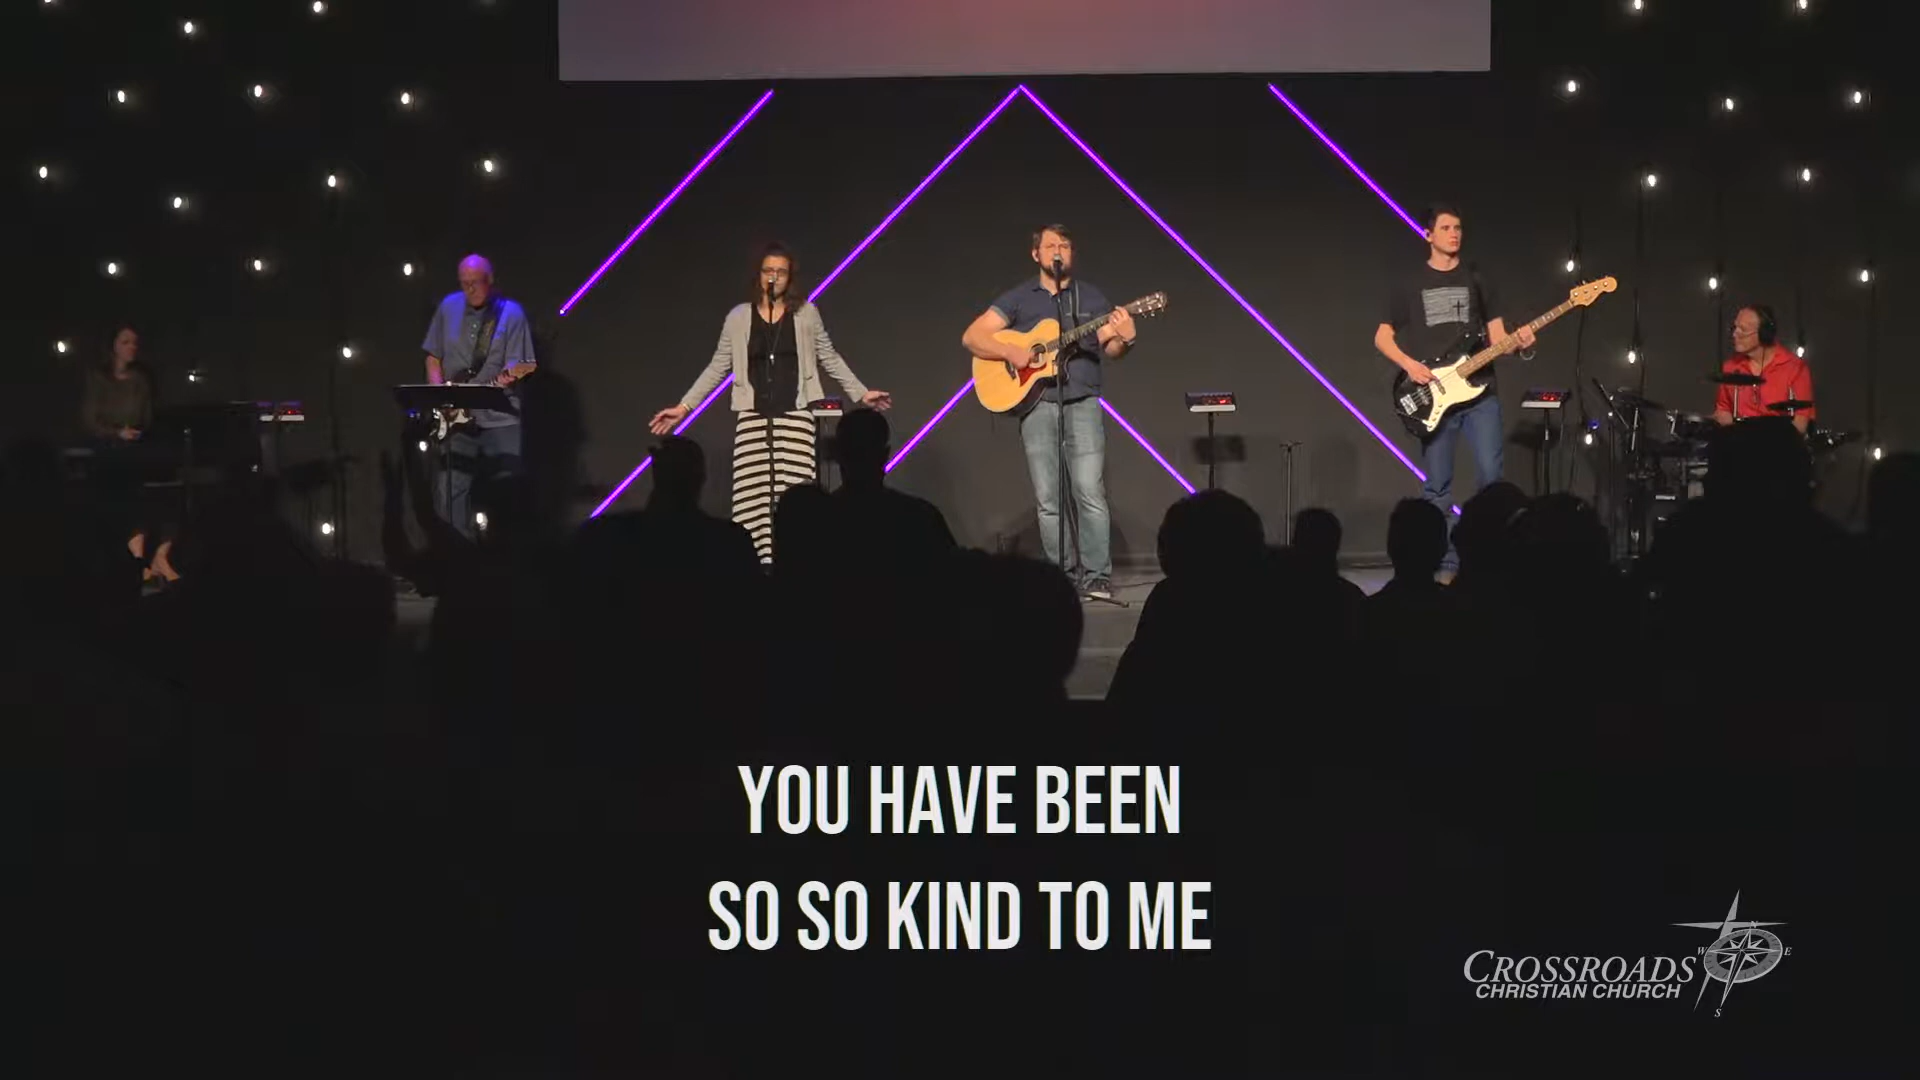 YOU HAVE BEEN
SO SO KIND TO ME
N
W E
CROSSROADS
CHRISTIAN CHURCH
S